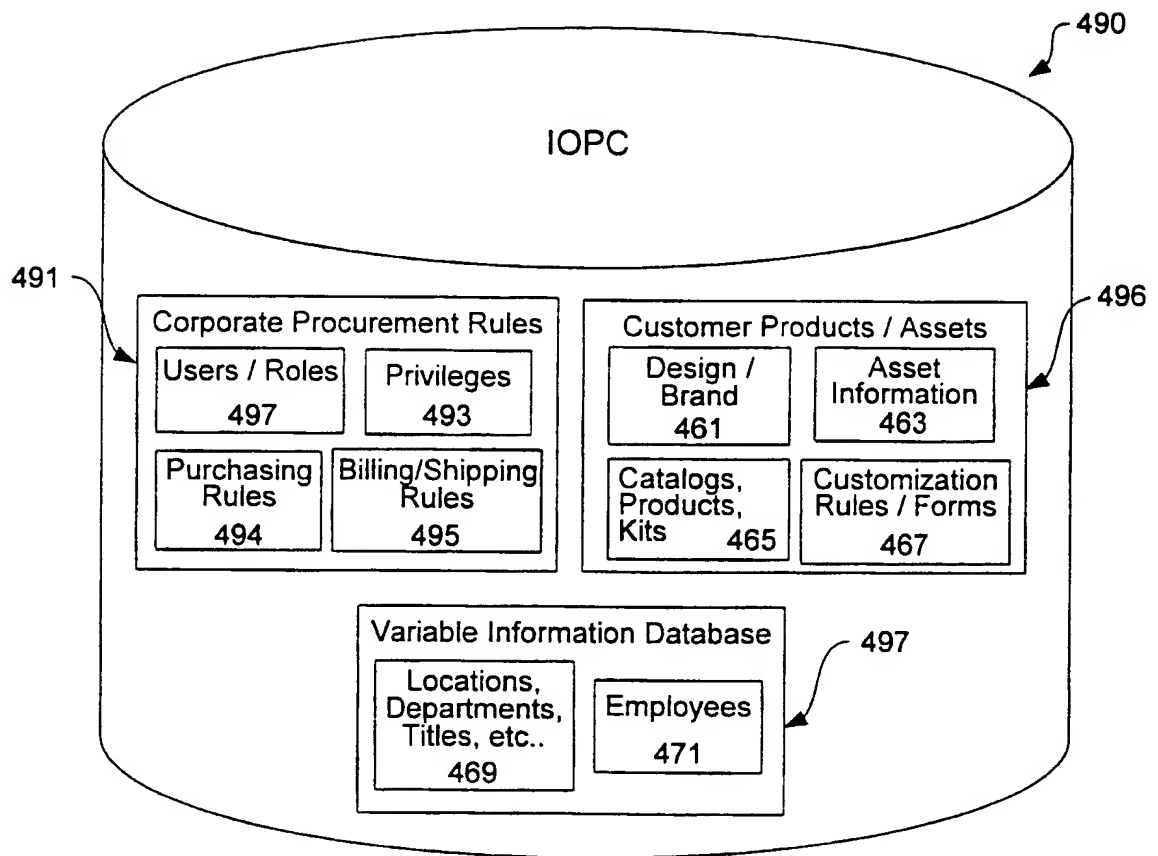 490
IOPC
491
496
Corporate Procurement Rules
Users / Roles
497
Privileges
493
Purchasing
Rules
494
Billing/Shipping
Rules
495
Customer Products / Assets
Design /
Brand
461
Asset
Information
463
Catalogs,
Products,
Kits
465
Customization
Rules / Forms
467
Variable Information Database
497
Locations,
Departments,
Titles, etc..
469
Employees
471